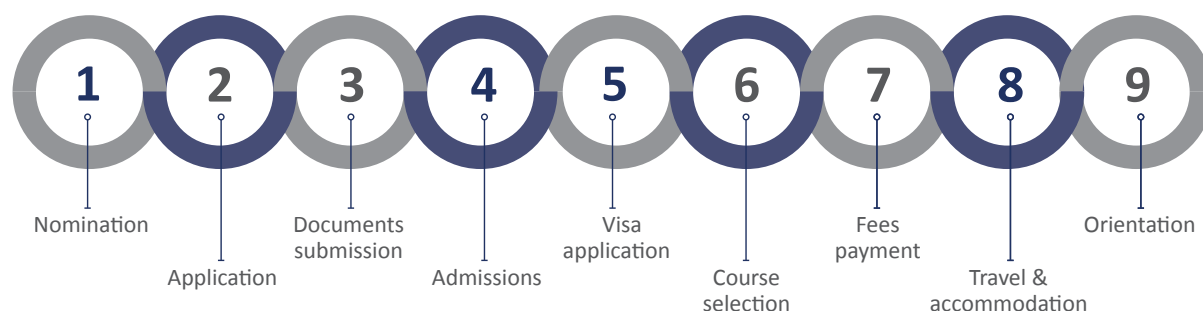 1 2 3 4 5 6 7 8 9
Nomination
Application
Documents
submission
Admissions
Visa
application
Course
selection
Fees
payment
Travel &
accommodation
Orientation